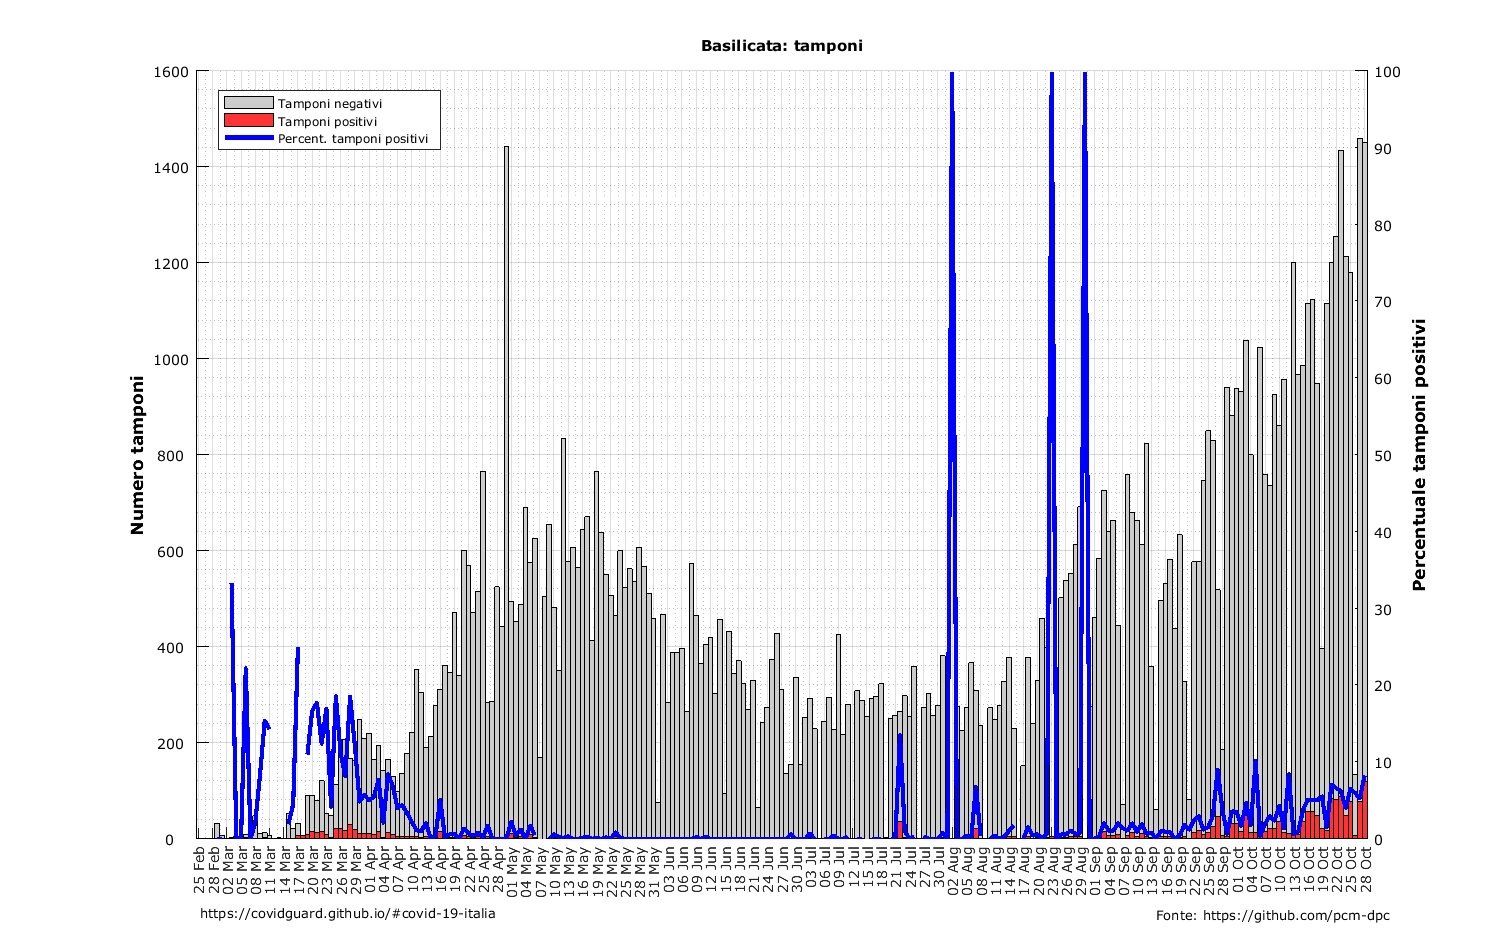 Basilicata: tamponi
Tamponi negativi
Tamponi positivi
Percent. tamponi positivi
Numero tamponi
1600
1400
1200
1000
800
600
400
200
0
Percentuale tamponi positivi
100
90
80
70
60
50
40
30
20
10
0
25 Feb
28 Feb
02 Mar
05 Mar
08 Mar
11 Mar
14 Mar
17 Mar
20 Mar
23 Mar
26 Mar
29 Mar
01 Apr
04 Apr
07 Apr
10 Apr
13 Apr
16 Apr
19 Apr
22 Apr
25 Apr
28 Apr
01 May
04 May
07 May
10 May
13 May
16 May
19 May
22 May
25 May
28 May
31 May
03 Jun
06 Jun
09 Jun
12 Jun
15 Jun
18 Jun
21 Jun
24 Jun
27 Jun
30 Jun
03 Jul
06 Jul
09 Jul
12 Jul
15 Jul
18 Jul
21 Jul
24 Jul
27 Jul
30 Jul
02 Aug
05 Aug
08 Aug
11 Aug
14 Aug
17 Aug
20 Aug
23 Aug
26 Aug
29 Aug
01 Sep
04 Sep
07 Sep
10 Sep
13 Sep
16 Sep
19 Sep
22 Sep
25 Sep
28 Sep
01 Oct
04 Oct
07 Oct
10 Oct
13 Oct
16 Oct
19 Oct
22 Oct
25 Oct
28 Oct
https://covidguard.github.io/#covid-19-italia
Fonte: https://github.com/pcm-dpc